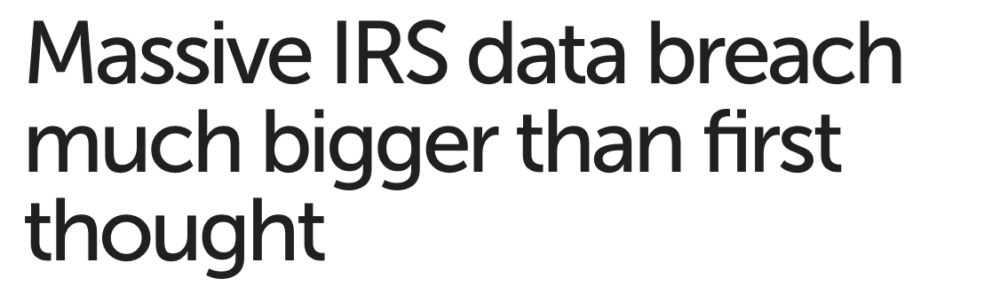 Massive IRS data breach
much bigger than first
thought